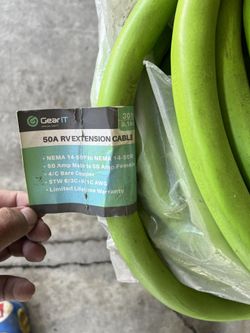 GearIT
50A RV EXTENSION CABLE
• NEMA 14-50P to NEMA 14-50R
• 50 Amp Male to 50 Amp Female
• 4/C Bare Copper
• STW 6/3C+8/1C AWG
• Limited Lifetime Warranty